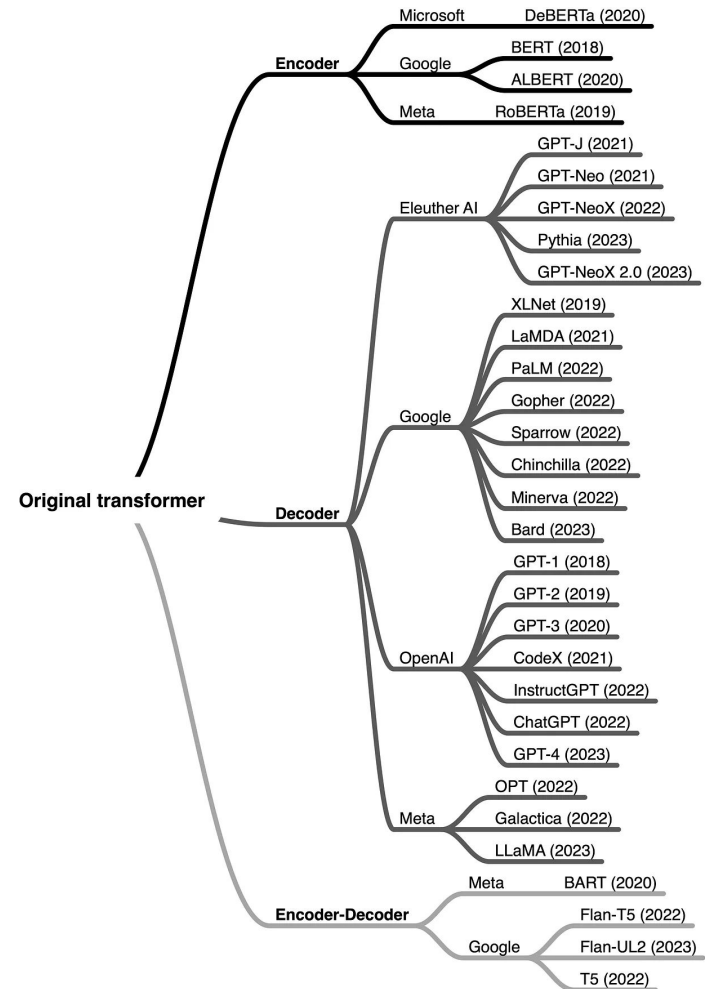 Microsoft DeBERTa (2020)
Encoder
Google
BERT (2018)
ALBERT (2020)
Meta RoBERTa (2019)
GPT-J (2021)
GPT-Neo (2021)
Eleuther AI
GPT-NeoX (2022)
Pythia (2023)
GPT-NeoX 2.0 (2023)
XLNet (2019)
LaMDA (2021)
PaLM (2022)
Google
Gopher (2022)
Sparrow (2022)
Chinchilla (2022)
Minerva (2022)
Original transformer
Decoder
Bard (2023)
GPT-1 (2018)
GPT-2 (2019)
GPT-3 (2020)
OpenAI
CodeX (2021)
InstructGPT (2022)
ChatGPT (2022)
GPT-4 (2023)
OPT (2022)
Meta
Galactica (2022)
LLaMA (2023)
Meta BART (2020)
Encoder-Decoder
Flan-T5 (2022)
Google
Flan-UL2 (2023)
T5 (2022)